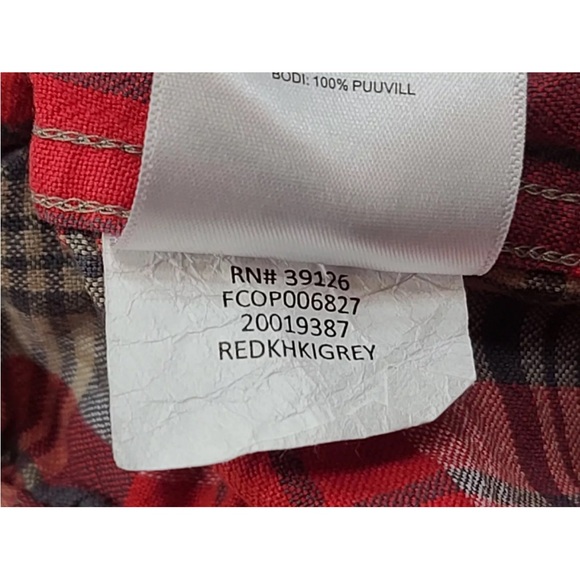 BODI: 100% PUUVILL
RN# 39126
FCOP006827
20019387
REDKHKIGREY